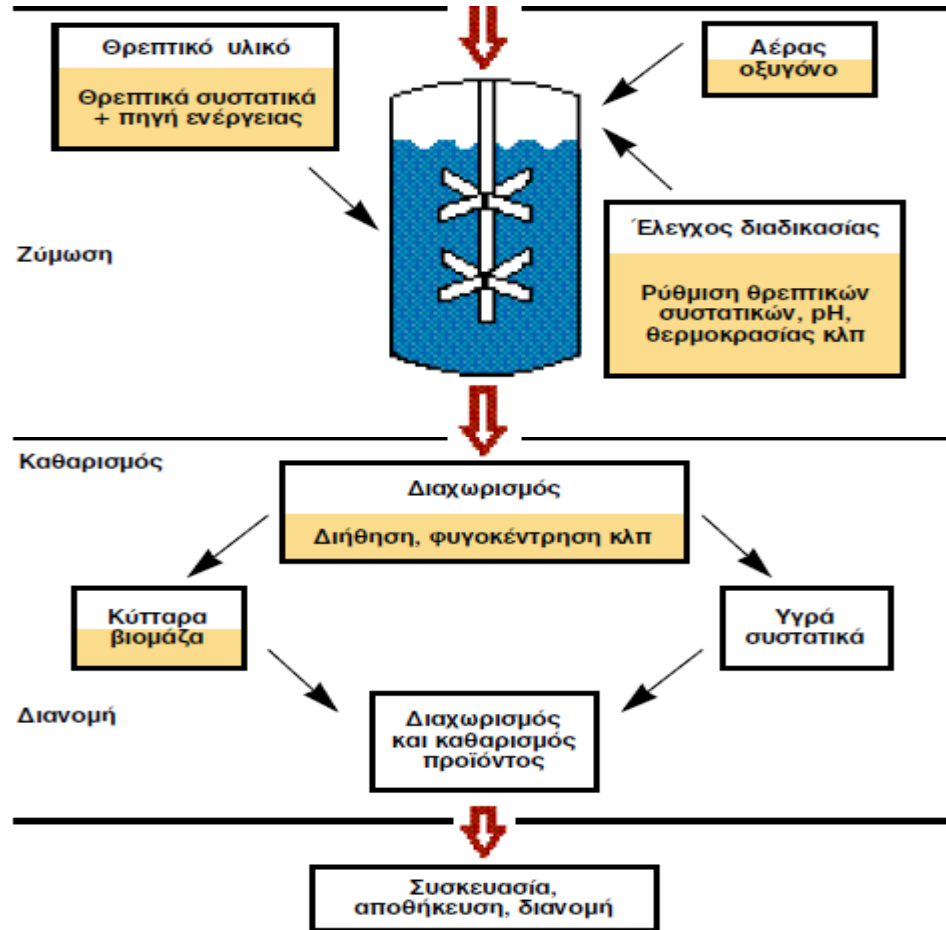 Θρεπτικό υλικό
Θρεπτικά συστατικά
+ πηγή ενέργειας
Αέρας
οξυγόνο
Έλεγχος διαδικασίας
Ρύθμιση θρεπτικών
συστατικών, pH,
θερμοκρασίας κλπ
Ζύμωση
Καθαρισμός
Διαχωρισμός
Διήθηση, φυγοκέντρηση κλπ
Κύτταρα
βιομάζα
Υγρά
συστατικά
Διανομή
Διαχωρισμός
και καθαρισμός
προϊόντος
Συσκευασία,
αποθήκευση, διανομή